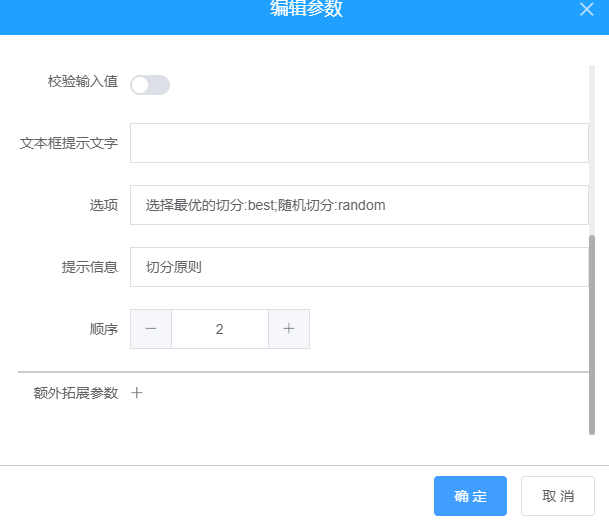 编辑参数
校验输入值
文本框提示文字
选项 选择最优的切分:best;随机切分:random
提示信息 切分原则
顺序 2
额外拓展参数
确定 取消